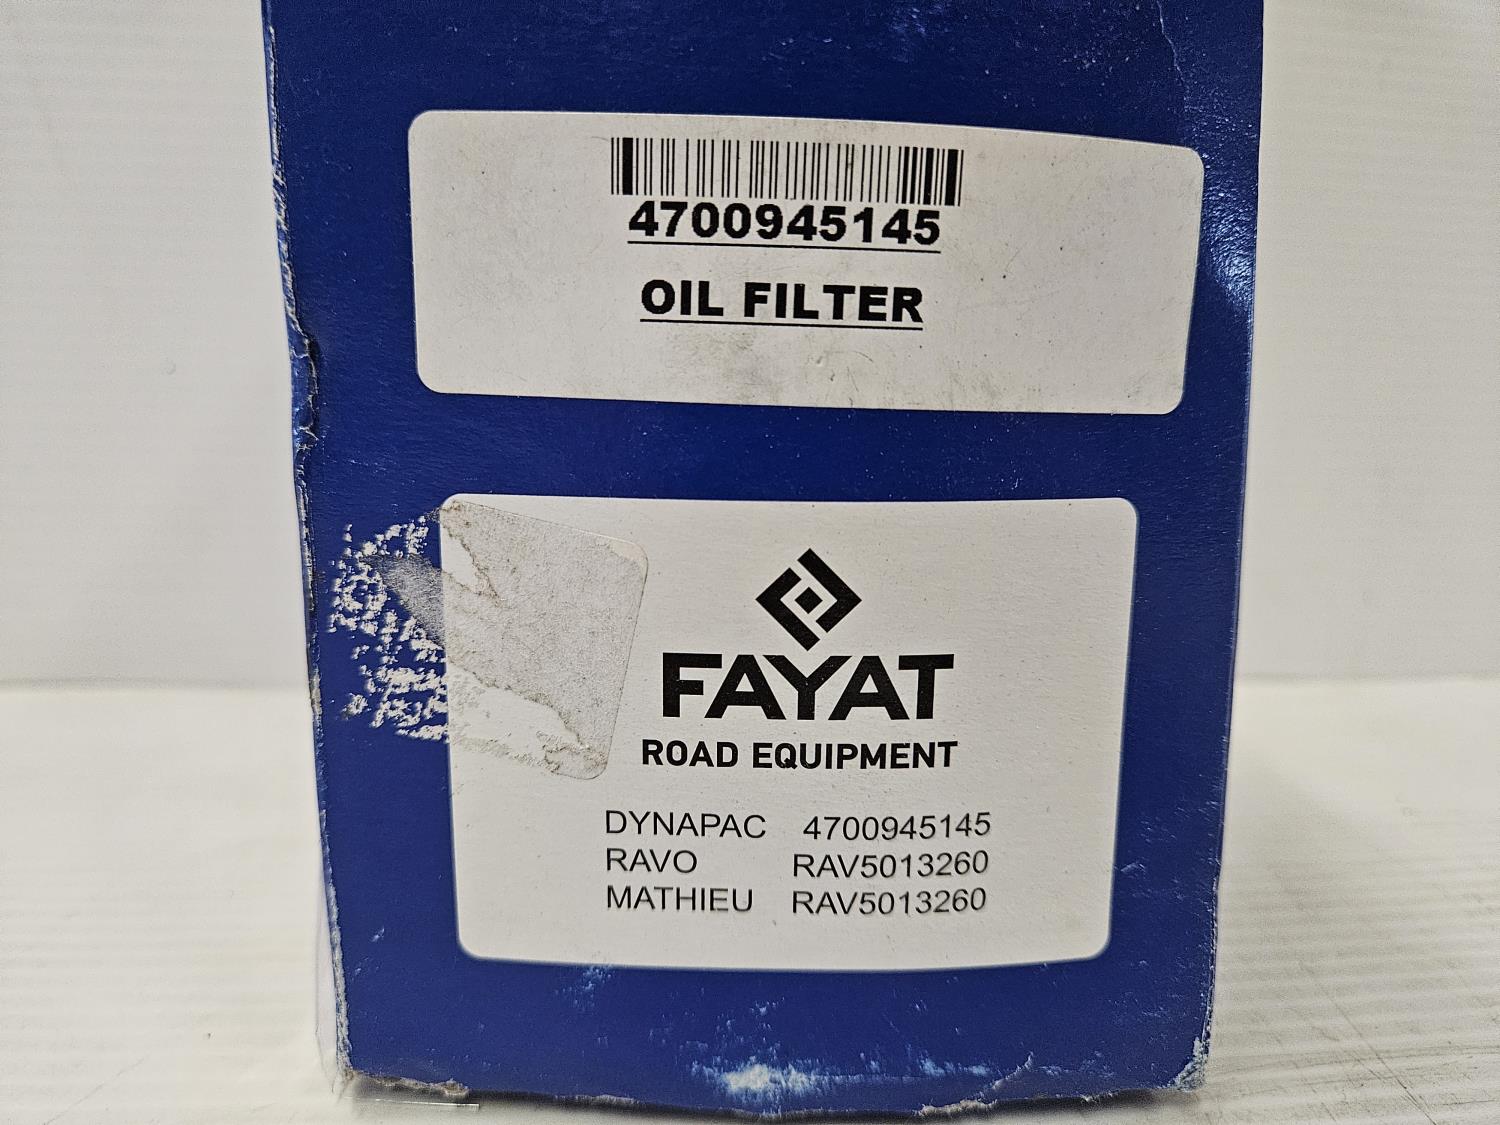 4700945145
OIL FILTER
FAYAT
ROAD EQUIPMENT
DYNAPAC 4700945145
RAVO RAV5013260
MATHIEU RAV5013260